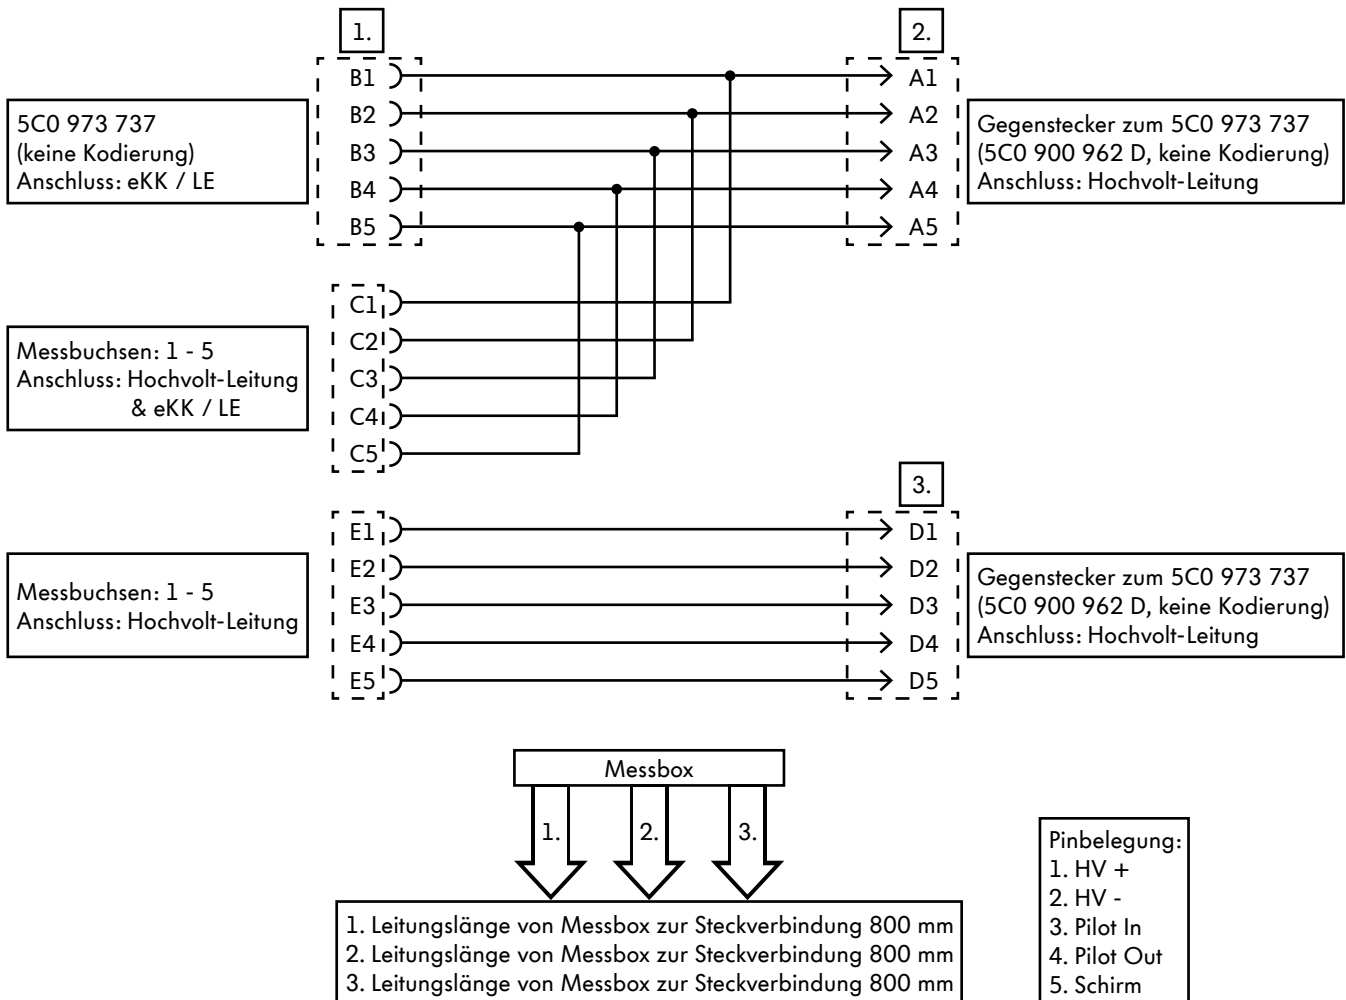 1.
2.
B1
B2
B3
B4
B5
A1
A2
A3
A4
A5
5C0 973 737
(keine Kodierung)
Anschluss: eKK / LE
Gegenstecker zum 5C0 973 737
(5C0 900 962 D, keine Kodierung)
Anschluss: Hochvolt-Leitung
C1
C2
C3
C4
C5
Messbuchsen: 1 - 5
Anschluss: Hochvolt-Leitung
& eKK / LE
3.
E1
E2
E3
E4
E5
D1
D2
D3
D4
D5
Messbuchsen: 1 - 5
Anschluss: Hochvolt-Leitung
Gegenstecker zum 5C0 973 737
(5C0 900 962 D, keine Kodierung)
Anschluss: Hochvolt-Leitung
Messbox
1.
2.
3.
1. Leitungslänge von Messbox zur Steckverbindung 800 mm
2. Leitungslänge von Messbox zur Steckverbindung 800 mm
3. Leitungslänge von Messbox zur Steckverbindung 800 mm
Pinbelegung:
1. HV +
2. HV -
3. Pilot In
4. Pilot Out
5. Schirm